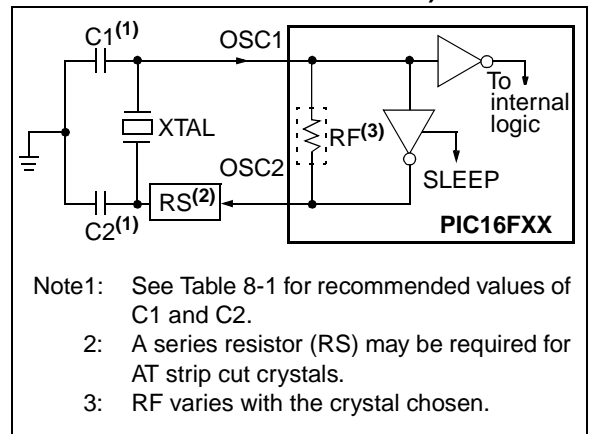 C1(1)
OSC1
To
internal
logic
XTAL
RF(3)
OSC2
SLEEP
RS(2)
C2(1)
PIC16FXX
Note1: See Table 8-1 for recommended values of
C1 and C2.
2: A series resistor (RS) may be required for
AT strip cut crystals.
3: RF varies with the crystal chosen.